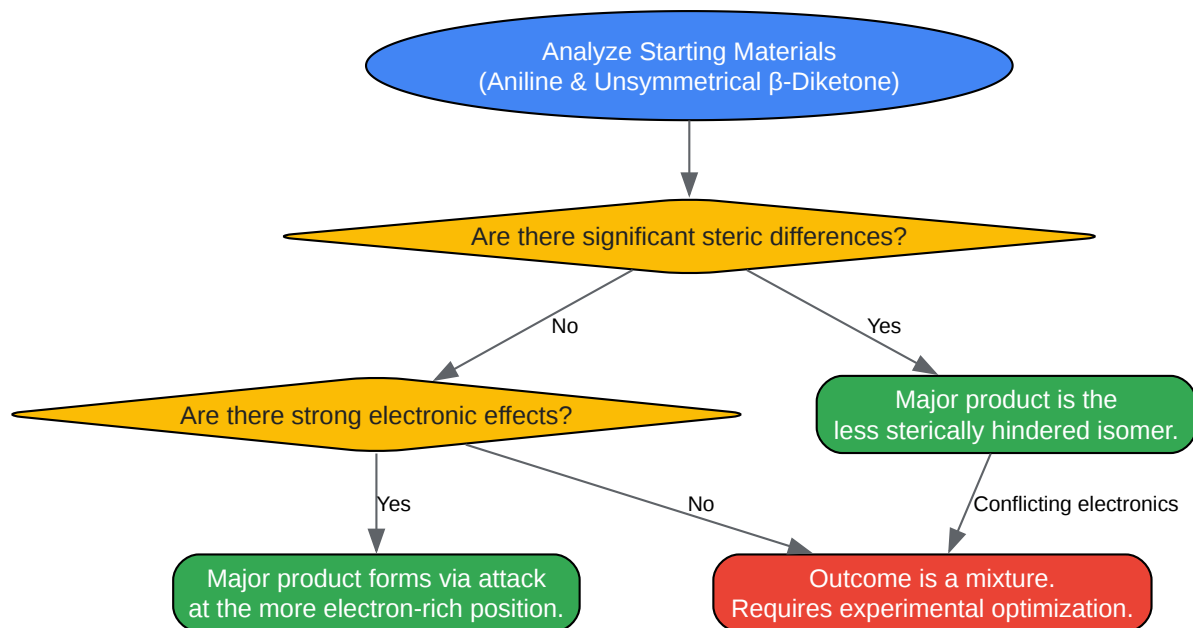 Analyze Starting Materials
(Aniline & Unsymmetrical β-Diketone)
Are there significant steric differences?
No
Yes
Are there strong electronic effects?
Major product is the
less sterically hindered isomer.
Yes
No
Conflicting electronics
Major product forms via attack
at the more electron-rich position.
Outcome is a mixture.
Requires experimental optimization.